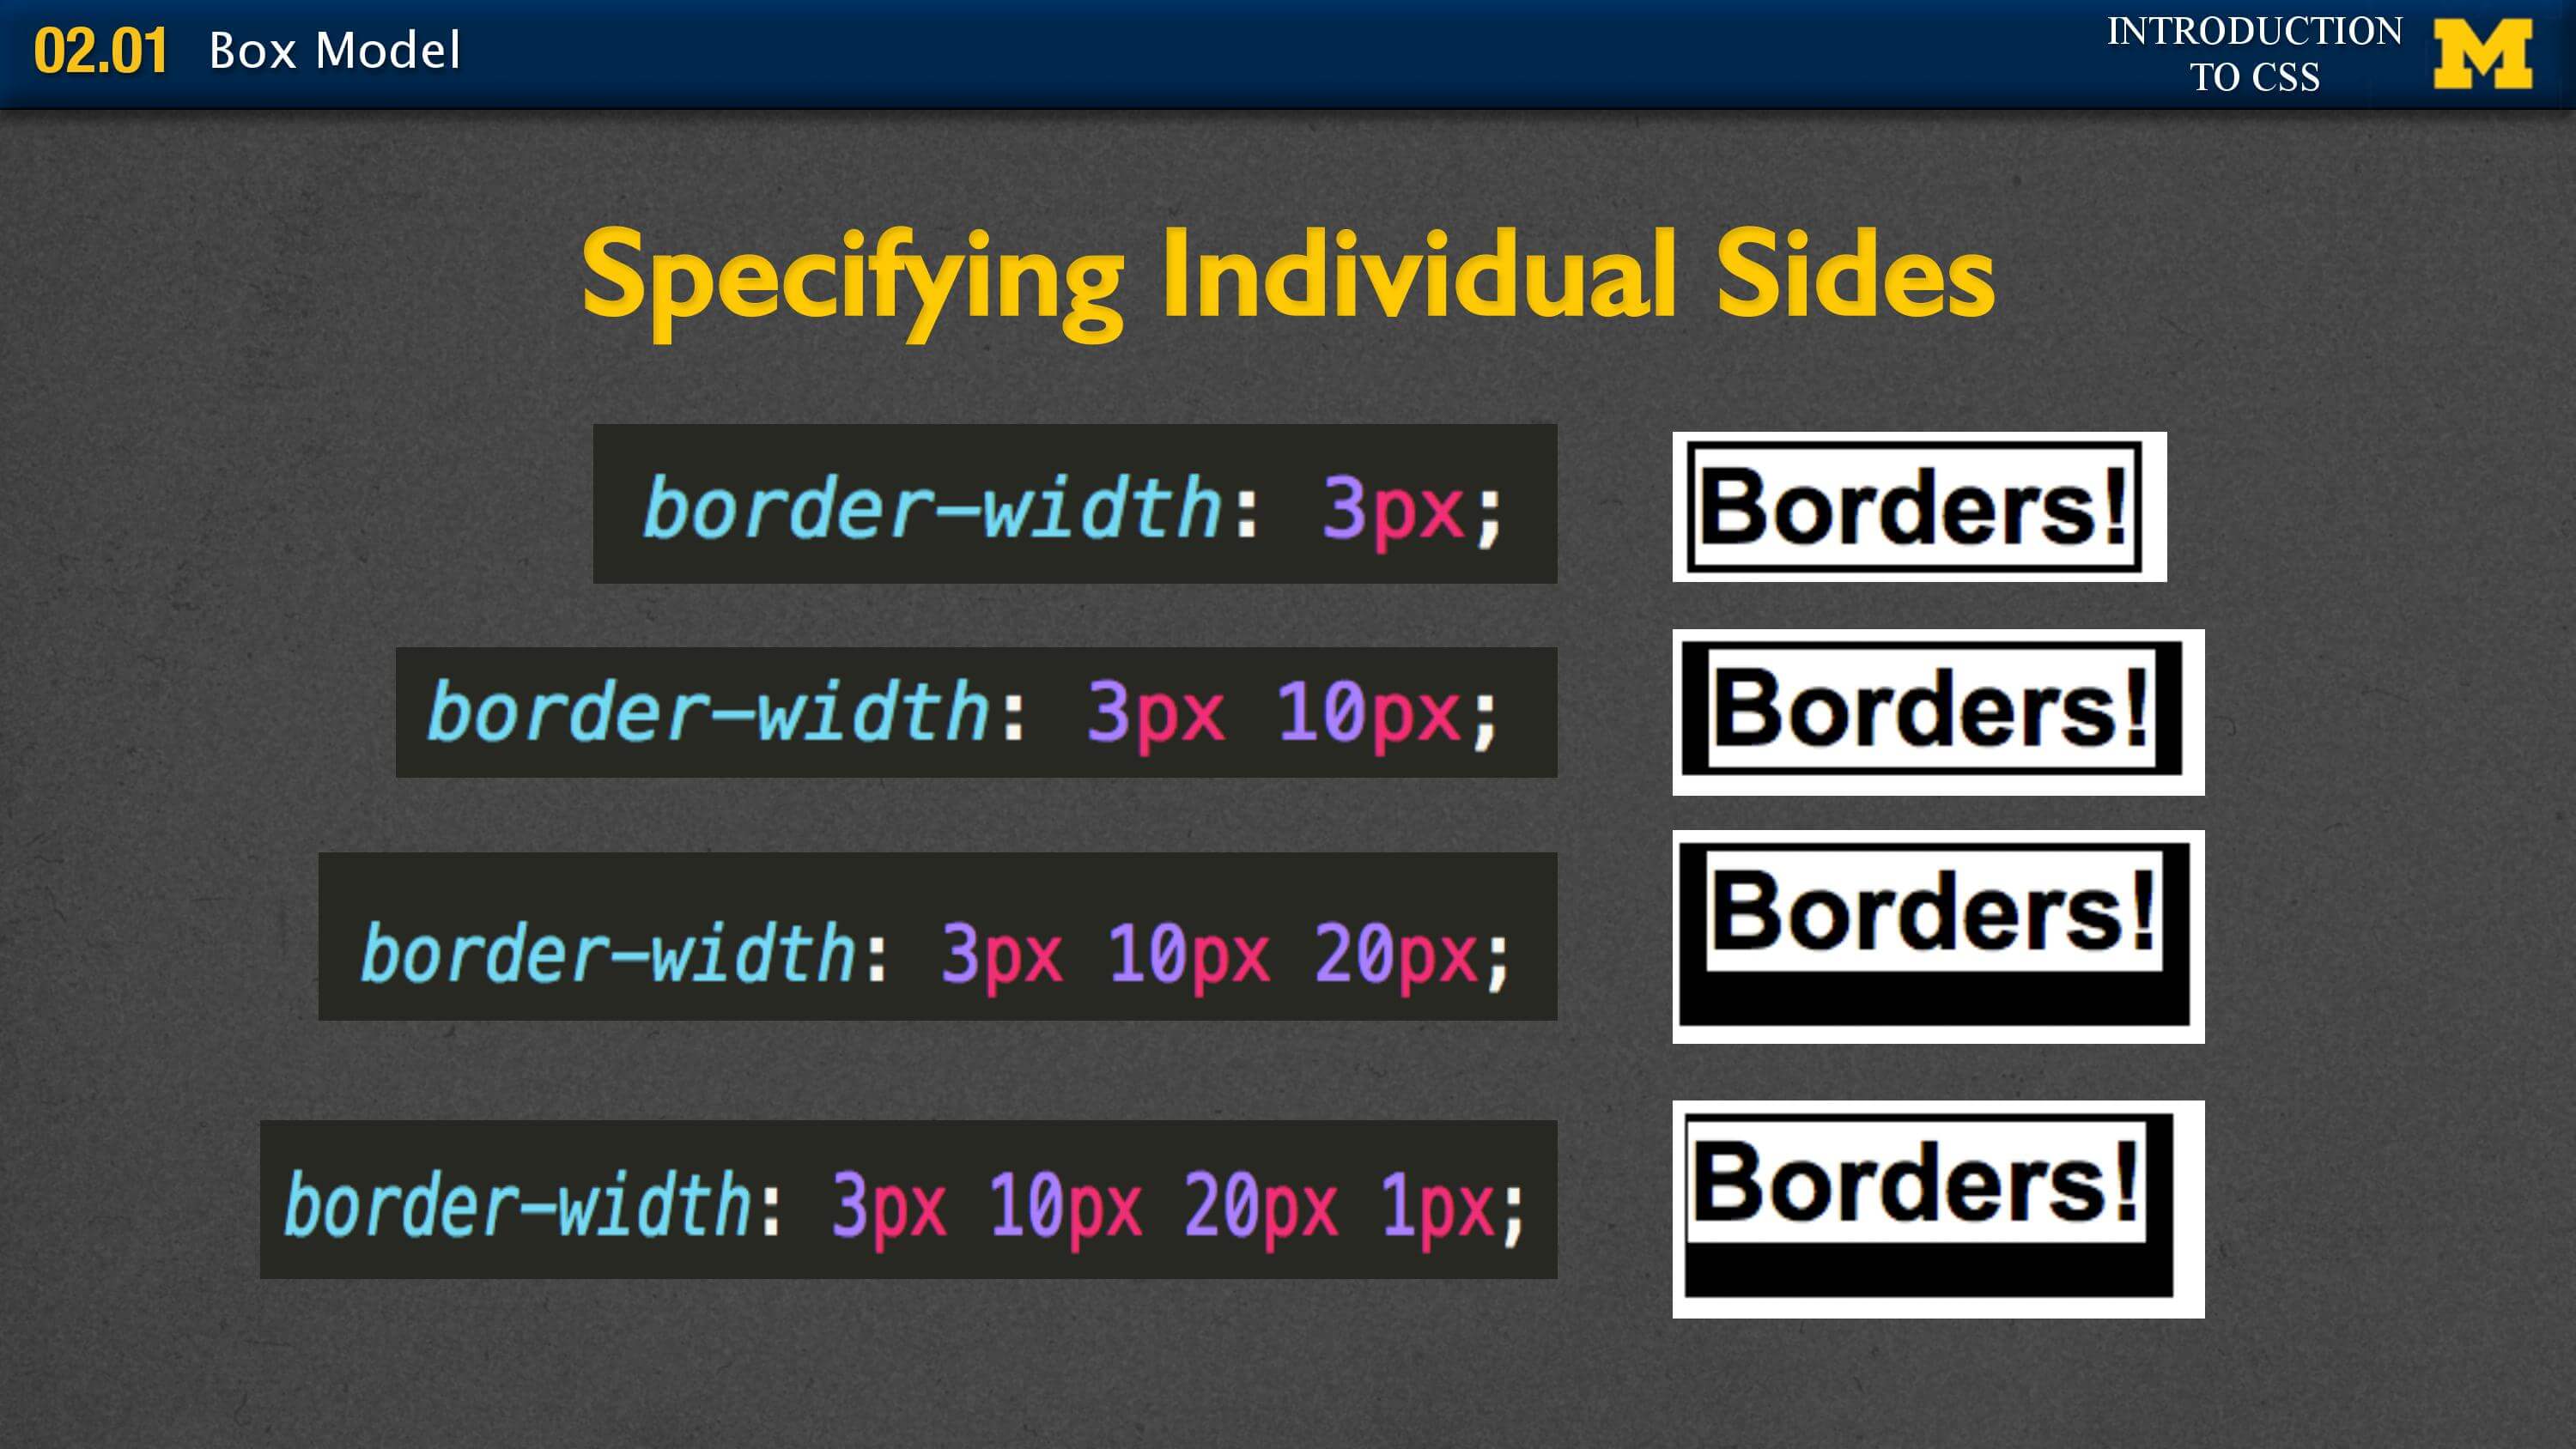 02.01 Box Model
INTRODUCTION
TO CSS
M
Specifying Individual Sides
border-width: 3px;
Borders!
border-width: 3px 10px;
Borders!
border-width: 3px 10px 20px;
Borders!
border-width: 3px 10px 20px 1px;
Borders!